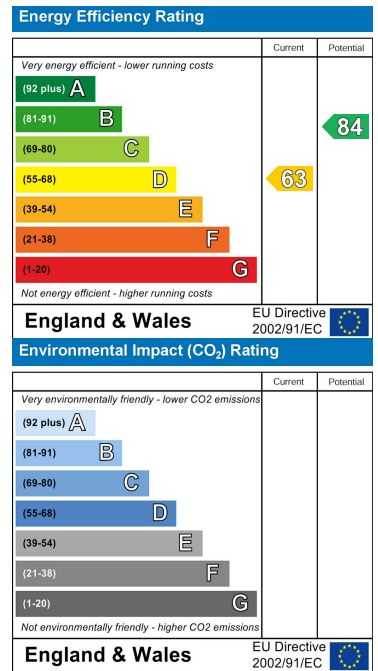 Energy Efficiency Rating
Current Potential
Very energy efficient - lower running costs
(92 plus) A
(81-91) B
84
(69-80) C
(55-68) D
63
(39-54) E
(21-38) F
(1-20) G
Not energy efficient - higher running costs
England & Wales
EU Directive
2002/91/EC
Environmental Impact (CO₂) Rating
Current Potential
Very environmentally friendly - lower CO2 emissions
(92 plus) A
(81-91) B
(69-80) C
(55-68) D
(39-54) E
(21-38) F
(1-20) G
Not environmentally friendly - higher CO2 emissions
England & Wales
EU Directive
2002/91/EC